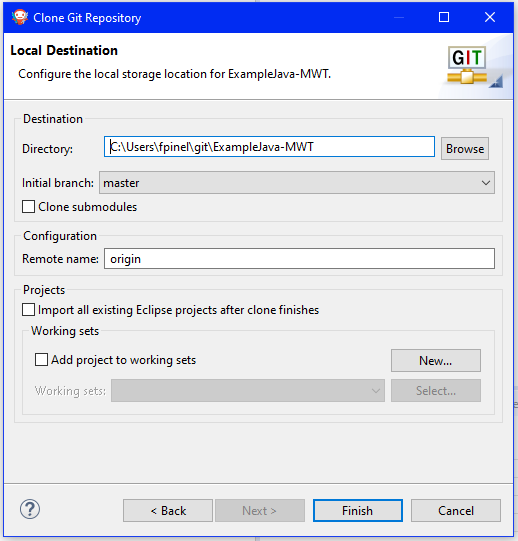 Clone Git Repository
Local Destination
Configure the local storage location for ExampleJava-MWT.
GIT
Destination
Directory: C:\Users\fpinel\git\ExampleJava-MWT Browse
Initial branch: master
Clone submodules
Configuration
Remote name: origin
Projects
Import all existing Eclipse projects after clone finishes
Working sets
Add project to working sets New...
Working sets: Select...
? < Back Next > Finish Cancel